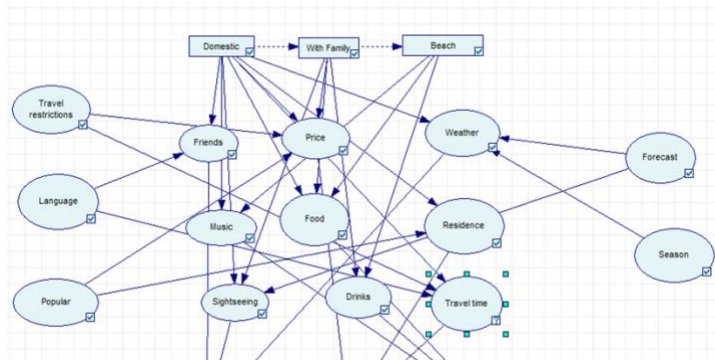 Domestic
With Family
Beach
Travel
restrictions
Friends
Price
Weather
Forecast
Language
Music
Food
Residence
Season
Popular
Sightseeing
Drinks
Travel time